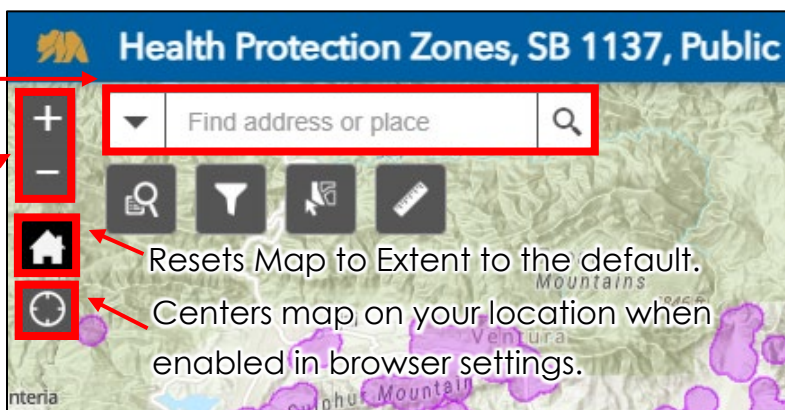 Health Protection Zones, SB 1137, Public
+
Find address or place
−
Resets Map to Extent to the default.
Mountains
Centers map on your location when
Ventura
enabled in browser settings.
nteria
Sulphur Mountain